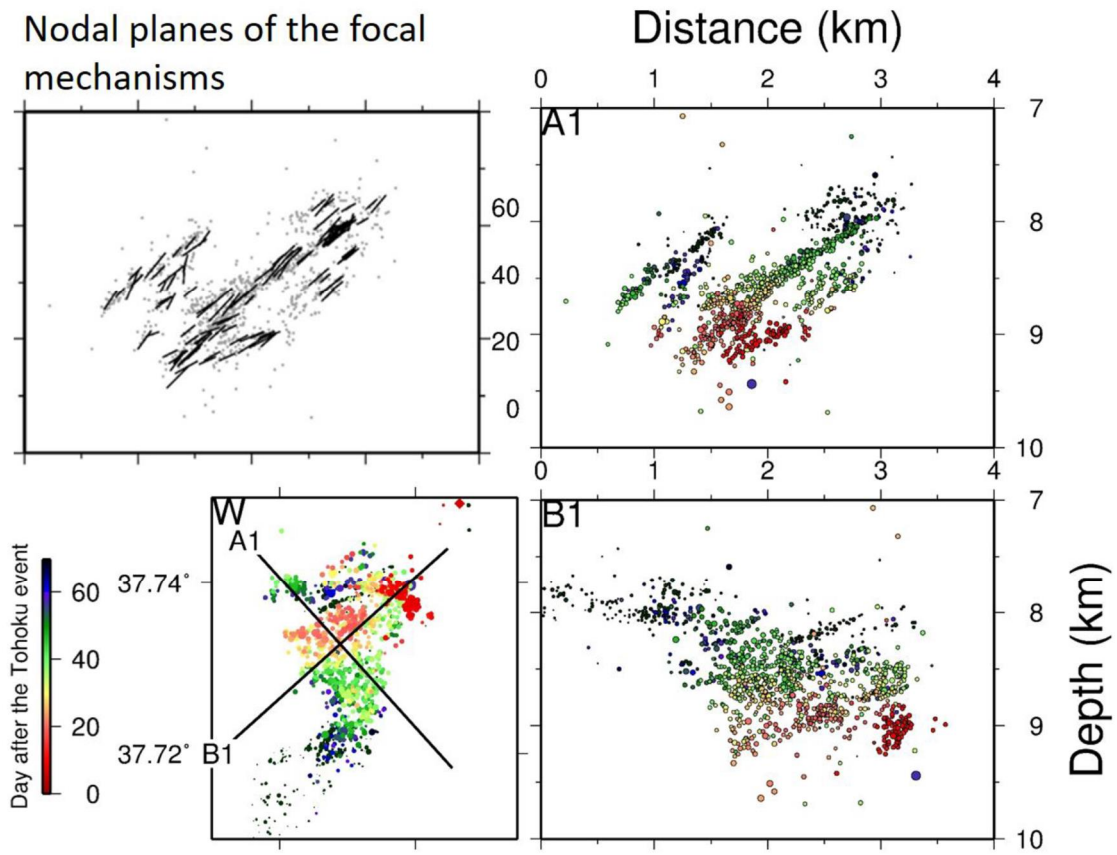 Nodal planes of the focal
mechanisms
Distance (km)
0 1 2 3 4
A1
7
8
9
10
60
40
20
0
0 1 2 3 4
B1
7
8
9
10
Depth (km)
W
A1
B1
37.74°
37.72°
Day after the Tohoku event
60
40
20
0